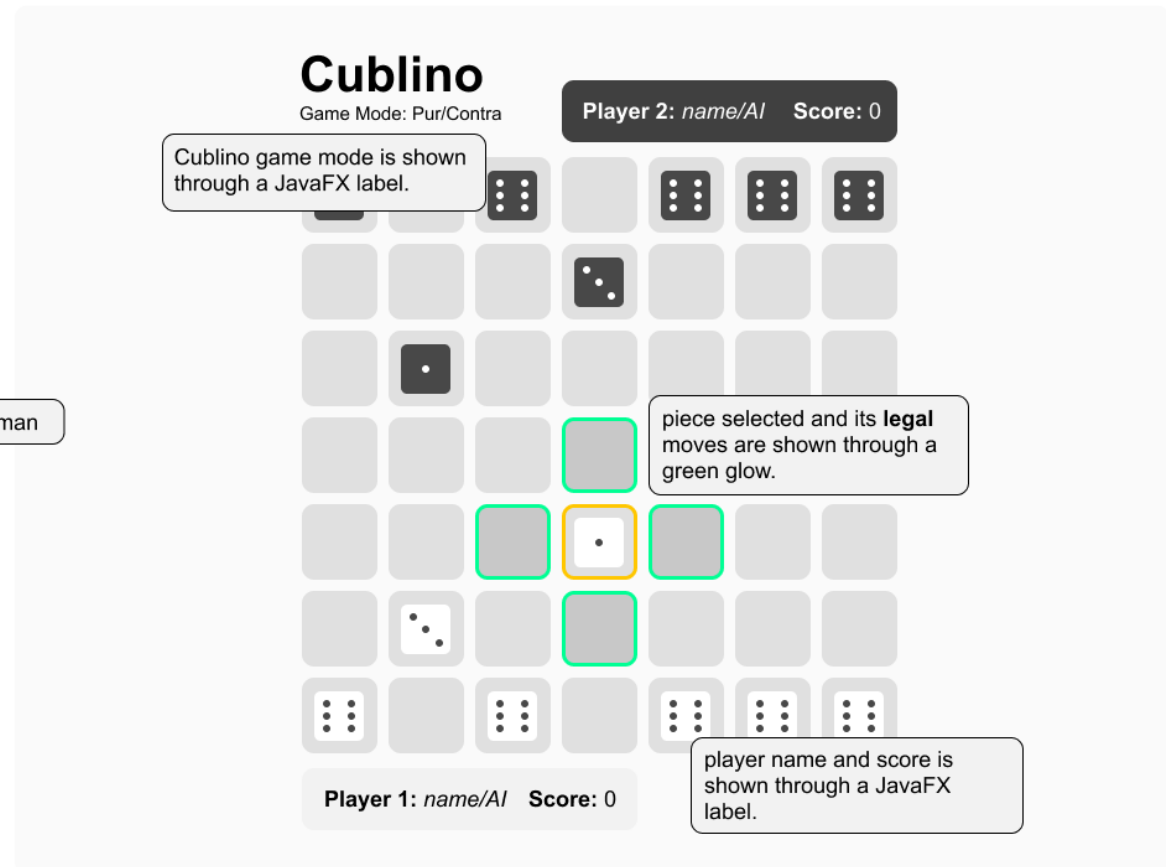 Cublino
Game Mode: Pur/Contra
Player 2: name/AI Score: 0
Cublino game mode is shown
through a JavaFX label.
man
piece selected and its legal
moves are shown through a
green glow.
player name and score is
shown through a JavaFX
label.
Player 1: name/AI Score: 0